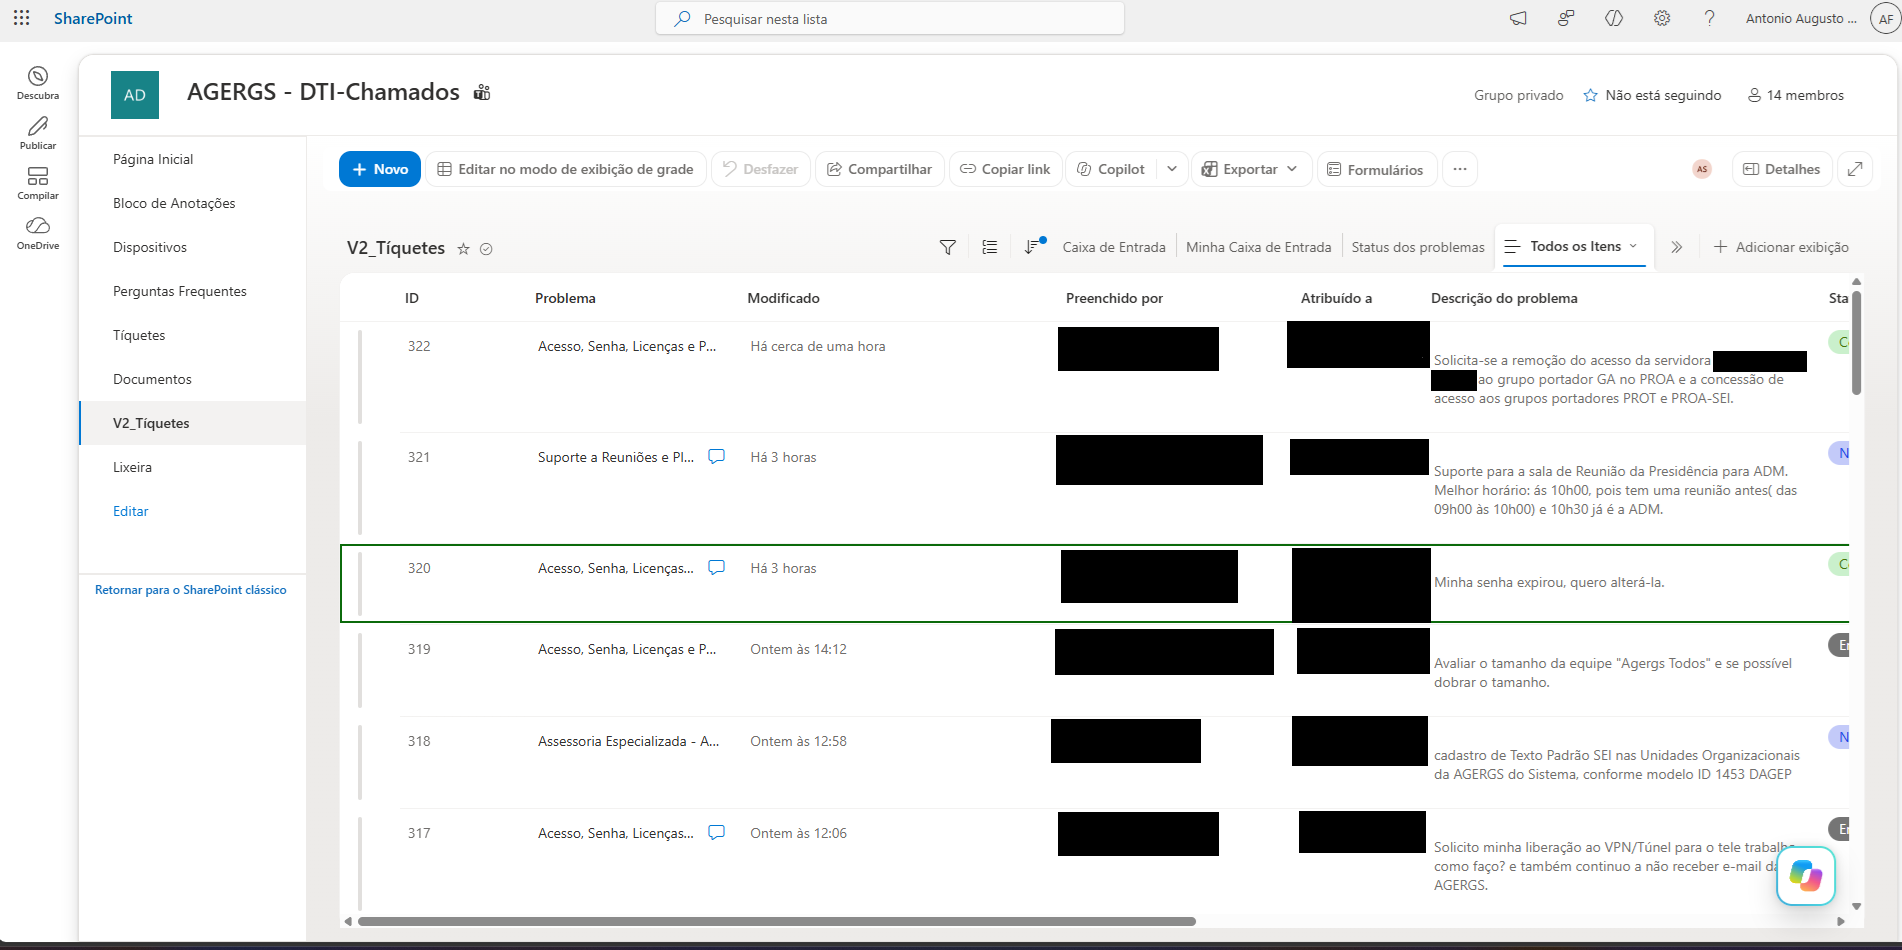 SharePoint
Pesquisar nesta lista
Antonio Augusto ...
AF
Descubra
Publicar
Compilar
OneDrive
AD
AGERGS - DTI-Chamados
Grupo privado
Não está seguindo
14 membros
Página Inicial
Bloco de Anotações
Dispositivos
Perguntas Frequentes
Tíquetes
Documentos
V2_Tíquetes
Lixeira
Editar
Retornar para o SharePoint clássico
Novo
Editar no modo de exibição de grade
Desfazer
Compartilhar
Copiar link
Copilot
Exportar
Formulários
...
AS
Detalhes
V2_Tíquetes
Caixa de Entrada
Minha Caixa de Entrada
Status dos problemas
Todos os Itens
Adicionar exibição
ID Problema Modificado Preenchido por Atribuído a Descrição do problema Sta
322 Acesso, Senha, Licenças e P... Há cerca de uma hora
Solicita-se a remoção do acesso da servidora
ao grupo portador GA no PROA e a concessão de
acesso aos grupos portadores PROT e PROA-SEI.
321 Suporte a Reuniões e Pl... Há 3 horas N
Suporte para a sala de Reunião da Presidência para ADM.
Melhor horário: ás 10h00, pois tem uma reunião antes( das
09h00 às 10h00) e 10h30 já é a ADM.
320 Acesso, Senha, Licenças... Há 3 horas
Minha senha expirou, quero alterá-la.
319 Acesso, Senha, Licenças e P... Ontem às 14:12
Avaliar o tamanho da equipe "Agergs Todos" e se possível
dobrar o tamanho.
318 Assessoria Especializada - A... Ontem às 12:58 N
cadastro de Texto Padrão SEI nas Unidades Organizacionais
da AGERGS do Sistema, conforme modelo ID 1453 DAGEP
317 Acesso, Senha, Licenças... Ontem às 12:06
Solicito minha liberação ao VPN/Túnel para o tele trabalho
como faço? e também continuo a não receber e-mail da
AGERGS.